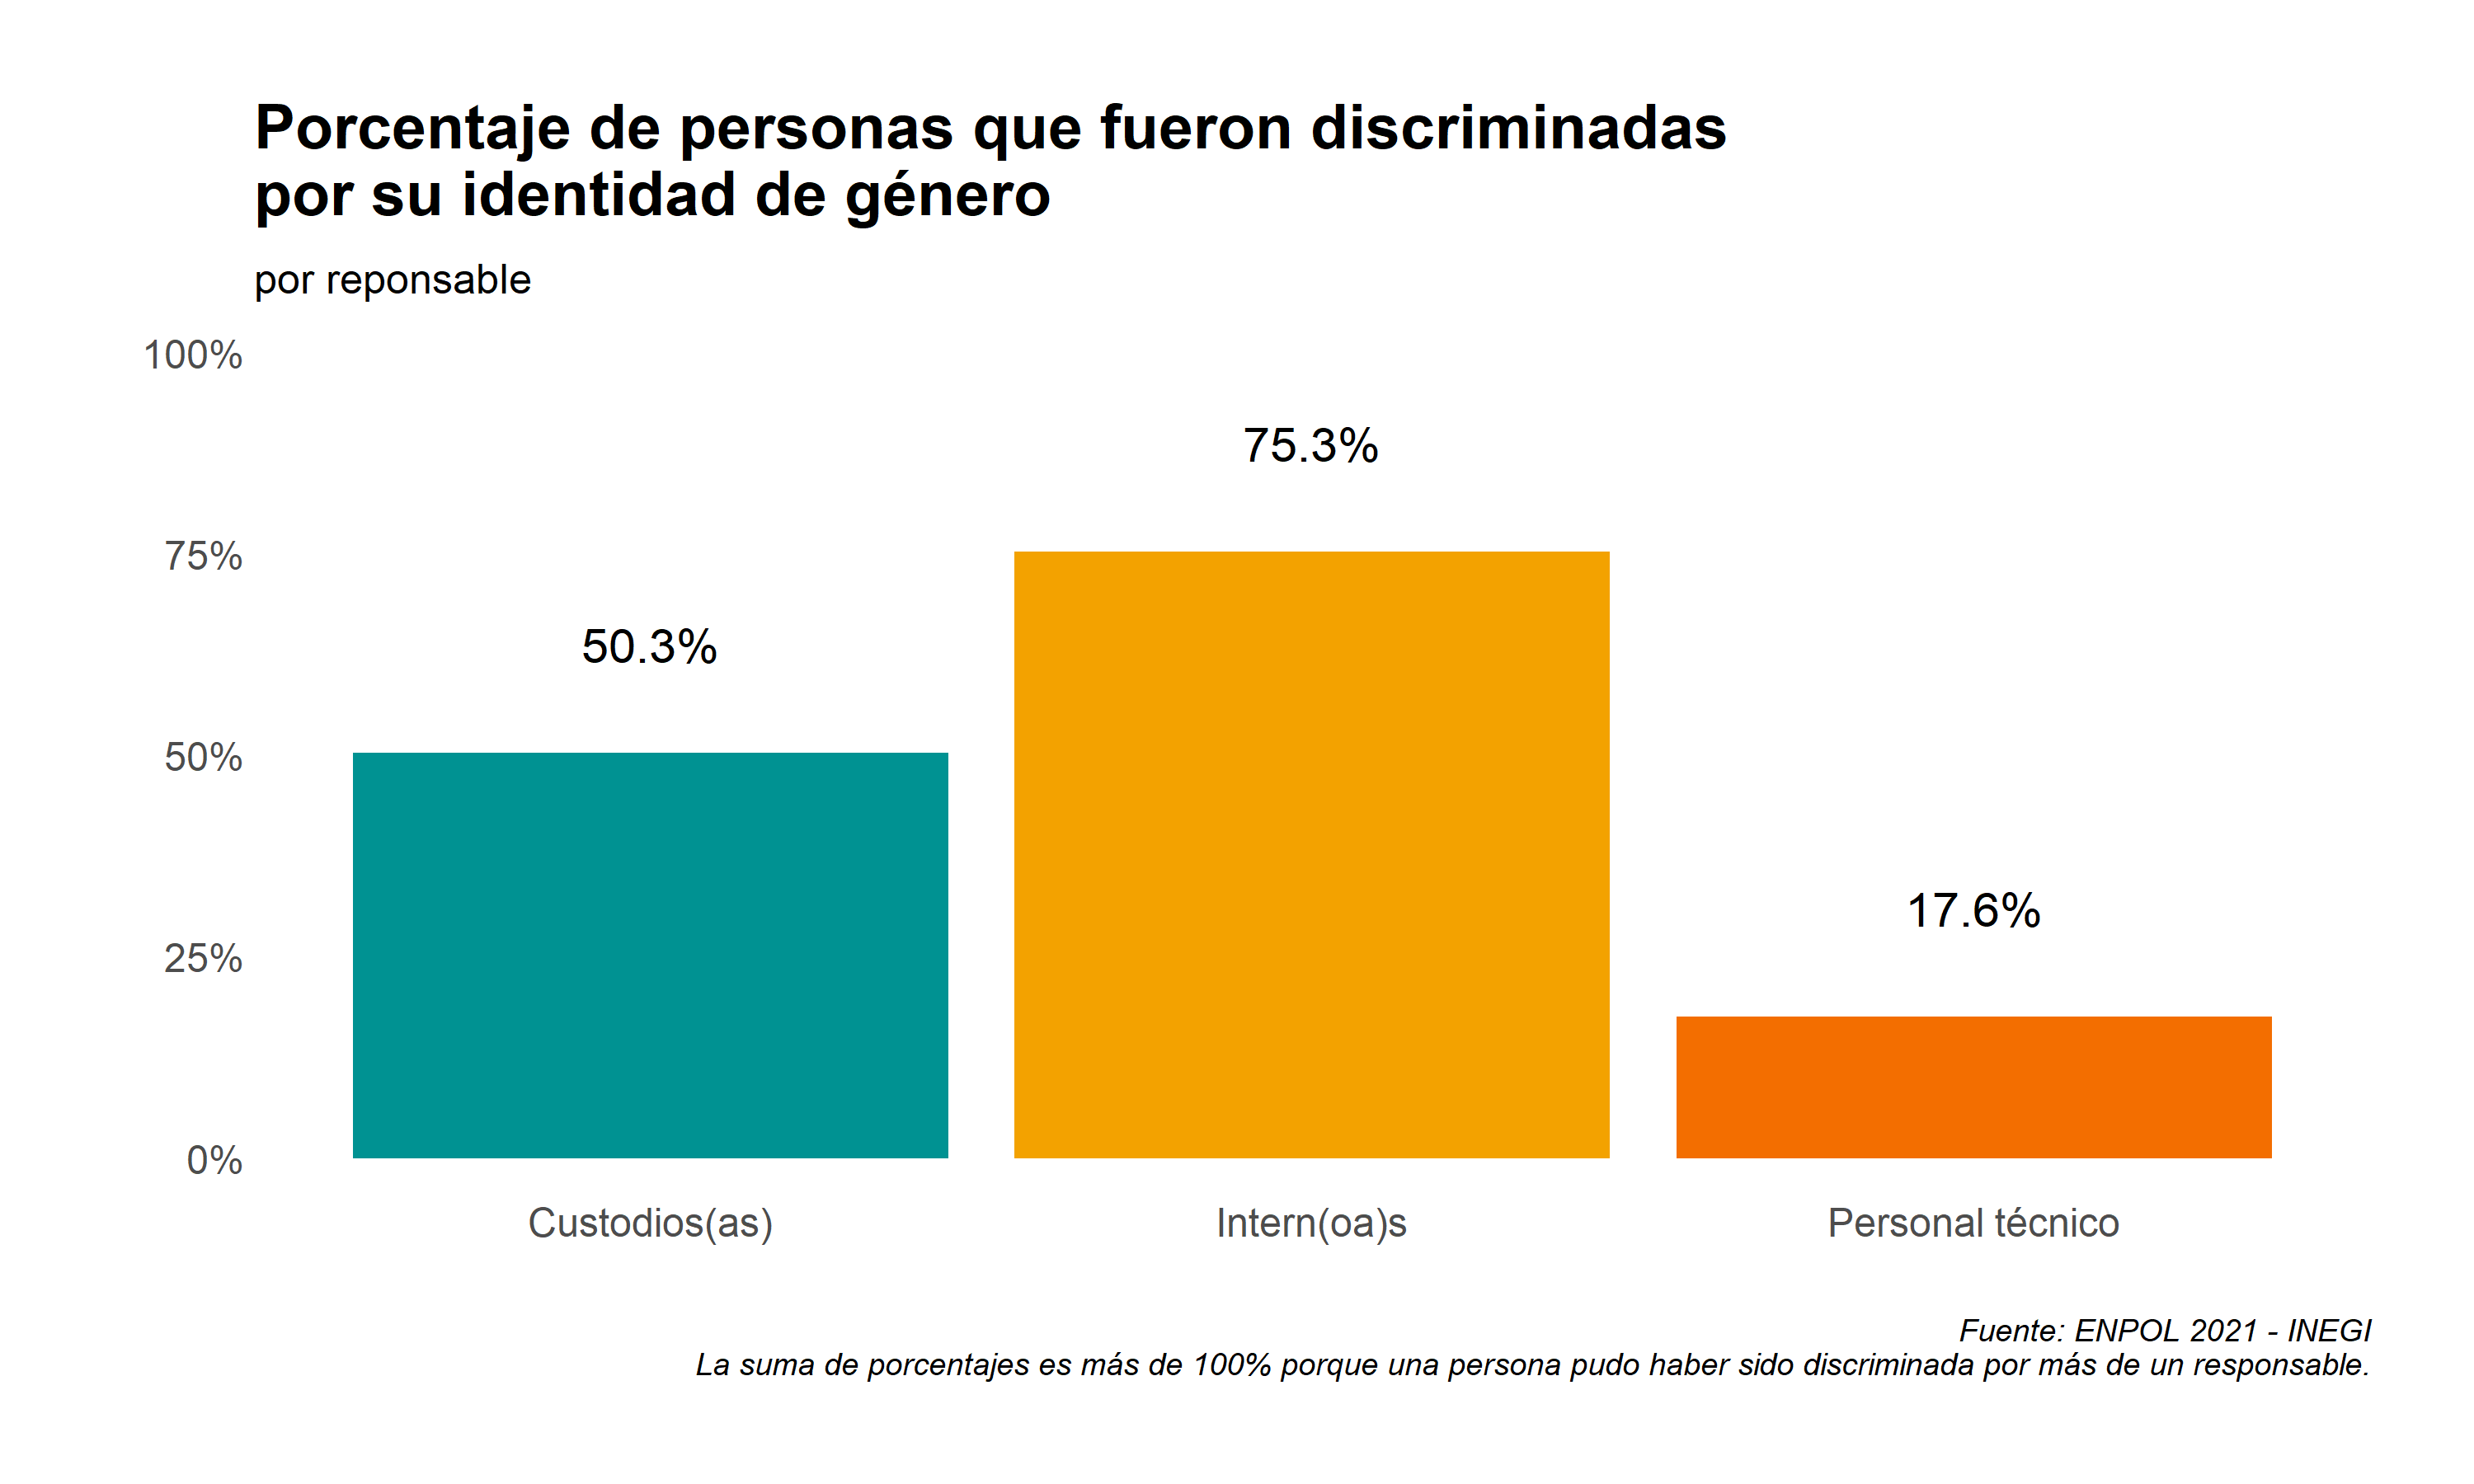 Porcentaje de personas que fueron discriminadas
por su identidad de género
por reponsable
100%
75%
50%
25%
0%
50.3%
75.3%
17.6%
Custodios(as)
Intern(oa)s
Personal técnico
Fuente: ENPOL 2021 - INEGI
La suma de porcentajes es más de 100% porque una persona pudo haber sido discriminada por más de un responsable.